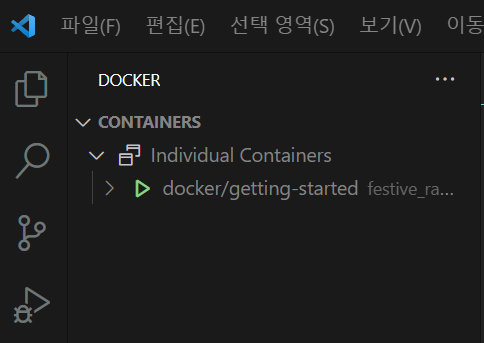 파일(F) 편집(E) 선택 영역(S) 보기(V) 이동
DOCKER ...
CONTAINERS
Individual Containers
docker/getting-started festive_ra...